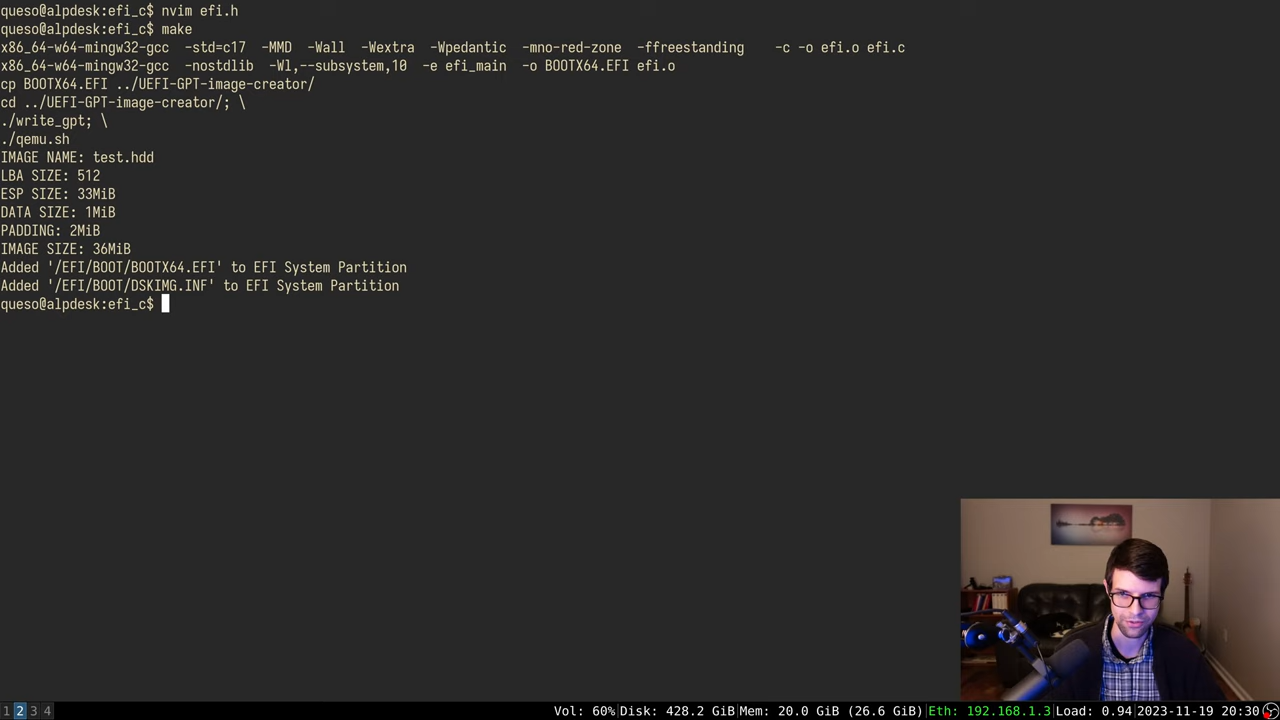 queso@alpdesk:efi_c$ nvim efi.h
queso@alpdesk:efi_c$ make
x86_64-w64-mingw32-gcc  -std=c17  -MMD  -Wall  -Wextra  -Wpedantic  -mno-red-zone  -ffreestanding    -c -o efi.o efi.c
x86_64-w64-mingw32-gcc  -nostdlib  -Wl,--subsystem,10  -e efi_main  -o BOOTX64.EFI efi.o
cp BOOTX64.EFI ../UEFI-GPT-image-creator/
cd ../UEFI-GPT-image-creator/; \
./write_gpt; \
./qemu.sh
IMAGE NAME: test.hdd
LBA SIZE: 512
ESP SIZE: 33MiB
DATA SIZE: 1MiB
PADDING: 2MiB
IMAGE SIZE: 36MiB
Added '/EFI/BOOT/BOOTX64.EFI' to EFI System Partition
Added '/EFI/BOOT/DSKIMG.INF' to EFI System Partition
queso@alpdesk:efi_c$
1 2 3 4 Vol: 60%|Disk: 428.2 GiB|Mem: 20.0 GiB (26.6 GiB)|Eth: 192.168.1.3|Load: 0.94|2023-11-19 20:30